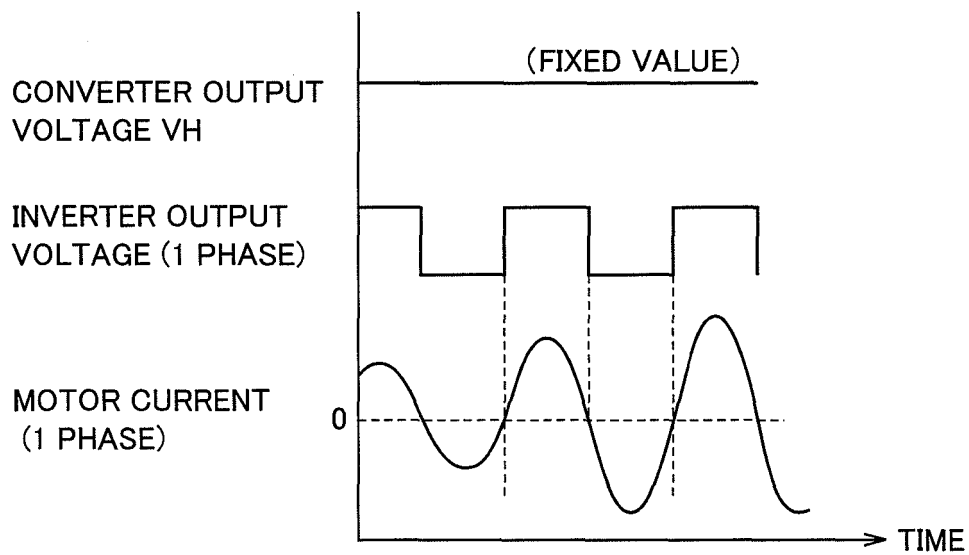 (FIXED VALUE)
CONVERTER OUTPUT
VOLTAGE VH
INVERTER OUTPUT
VOLTAGE (1 PHASE)
MOTOR CURRENT
(1 PHASE)
0
TIME